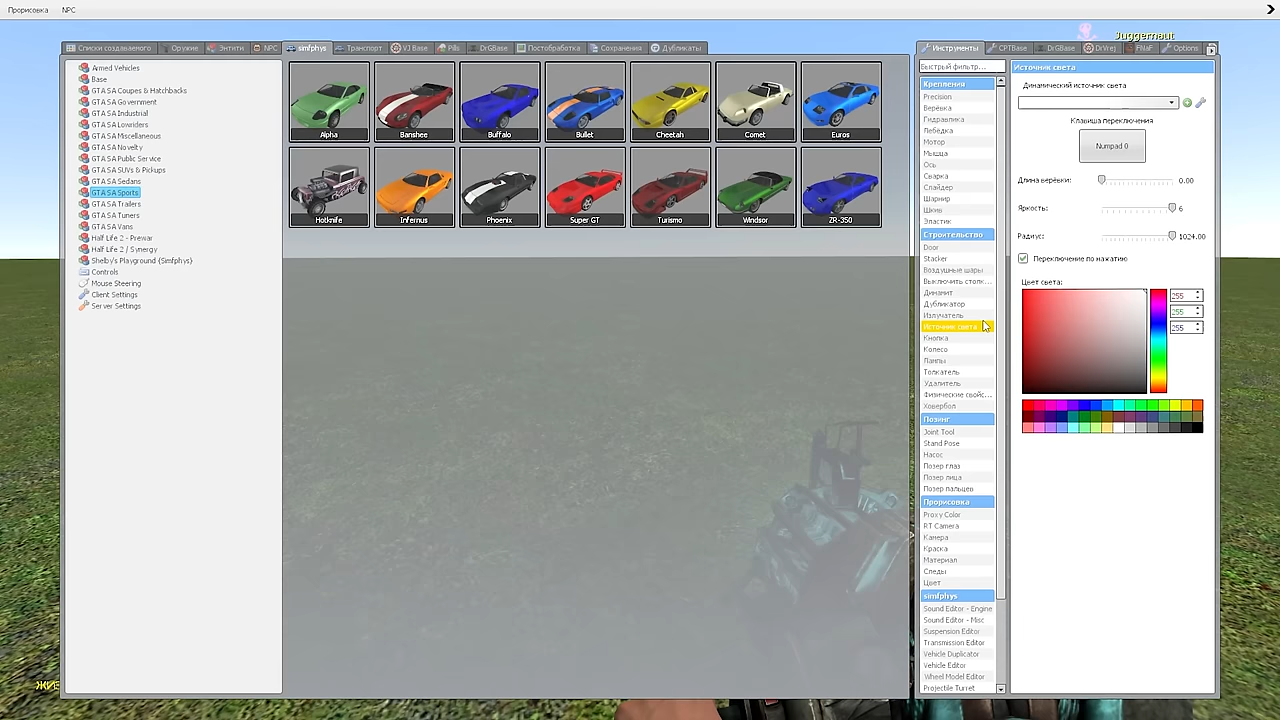 Прорисовка NPC
Juggernaut
Списки создаваемого Оружие Энтити NPC simfphys Транспорт VJ Base Pills DrGBase Постобработка Сохранения Дубликаты
Armed Vehicles
Base
GTA SA Coupes & Hatchbacks
GTA SA Government
GTA SA Industrial
GTA SA Lowriders
GTA SA Miscellaneous
GTA SA Novelty
GTA SA Public Service
GTA SA SUVs & Pickups
GTA SA Sedans
GTA SA Sports
GTA SA Trailers
GTA SA Tuners
GTA SA Vans
Half Life 2 - Prewar
Half Life 2 / Synergy
Shelby's Playground {Simfphys}
Controls
Mouse Steering
Client Settings
Server Settings
Alpha Banshee Buffalo Bullet Cheetah Comet Euros
Hotknife Infernus Phoenix Super GT Turismo Windsor ZR-350
Инструменты CPTBase DrGBase DrVrej FNaF Options
Быстрый фильтр...
Крепления
Precision
Верёвка
Гидравлика
Лебёдка
Мотор
Мышца
Ось
Сварка
Слайдер
Шарнир
Шкив
Эластик
Строительство
Door
Stacker
Воздушные шары
Выключить столк...
Динамит
Дубликатор
Излучатель
Источник света
Кнопка
Колесо
Лампы
Толкатель
Удалитель
Физические свойс...
Ховербол
Позинг
Joint Tool
Stand Pose
Насос
Позер глаз
Позер лица
Позер пальцев
Прорисовка
Proxy Color
RT Camera
Камера
Краска
Материал
Следы
Цвет
simfphys
Sound Editor - Engine
Sound Editor - Misc
Suspension Editor
Transmission Editor
Vehicle Duplicator
Vehicle Editor
Wheel Model Editor
Projectile Turret
Источник света
Динамический источник света
Клавиша переключения
Numpad 0
Длина верёвки: 0.00
Яркость: 6
Радиус: 1024.00
Переключение по нажатию
Цвет света:
255
255
255